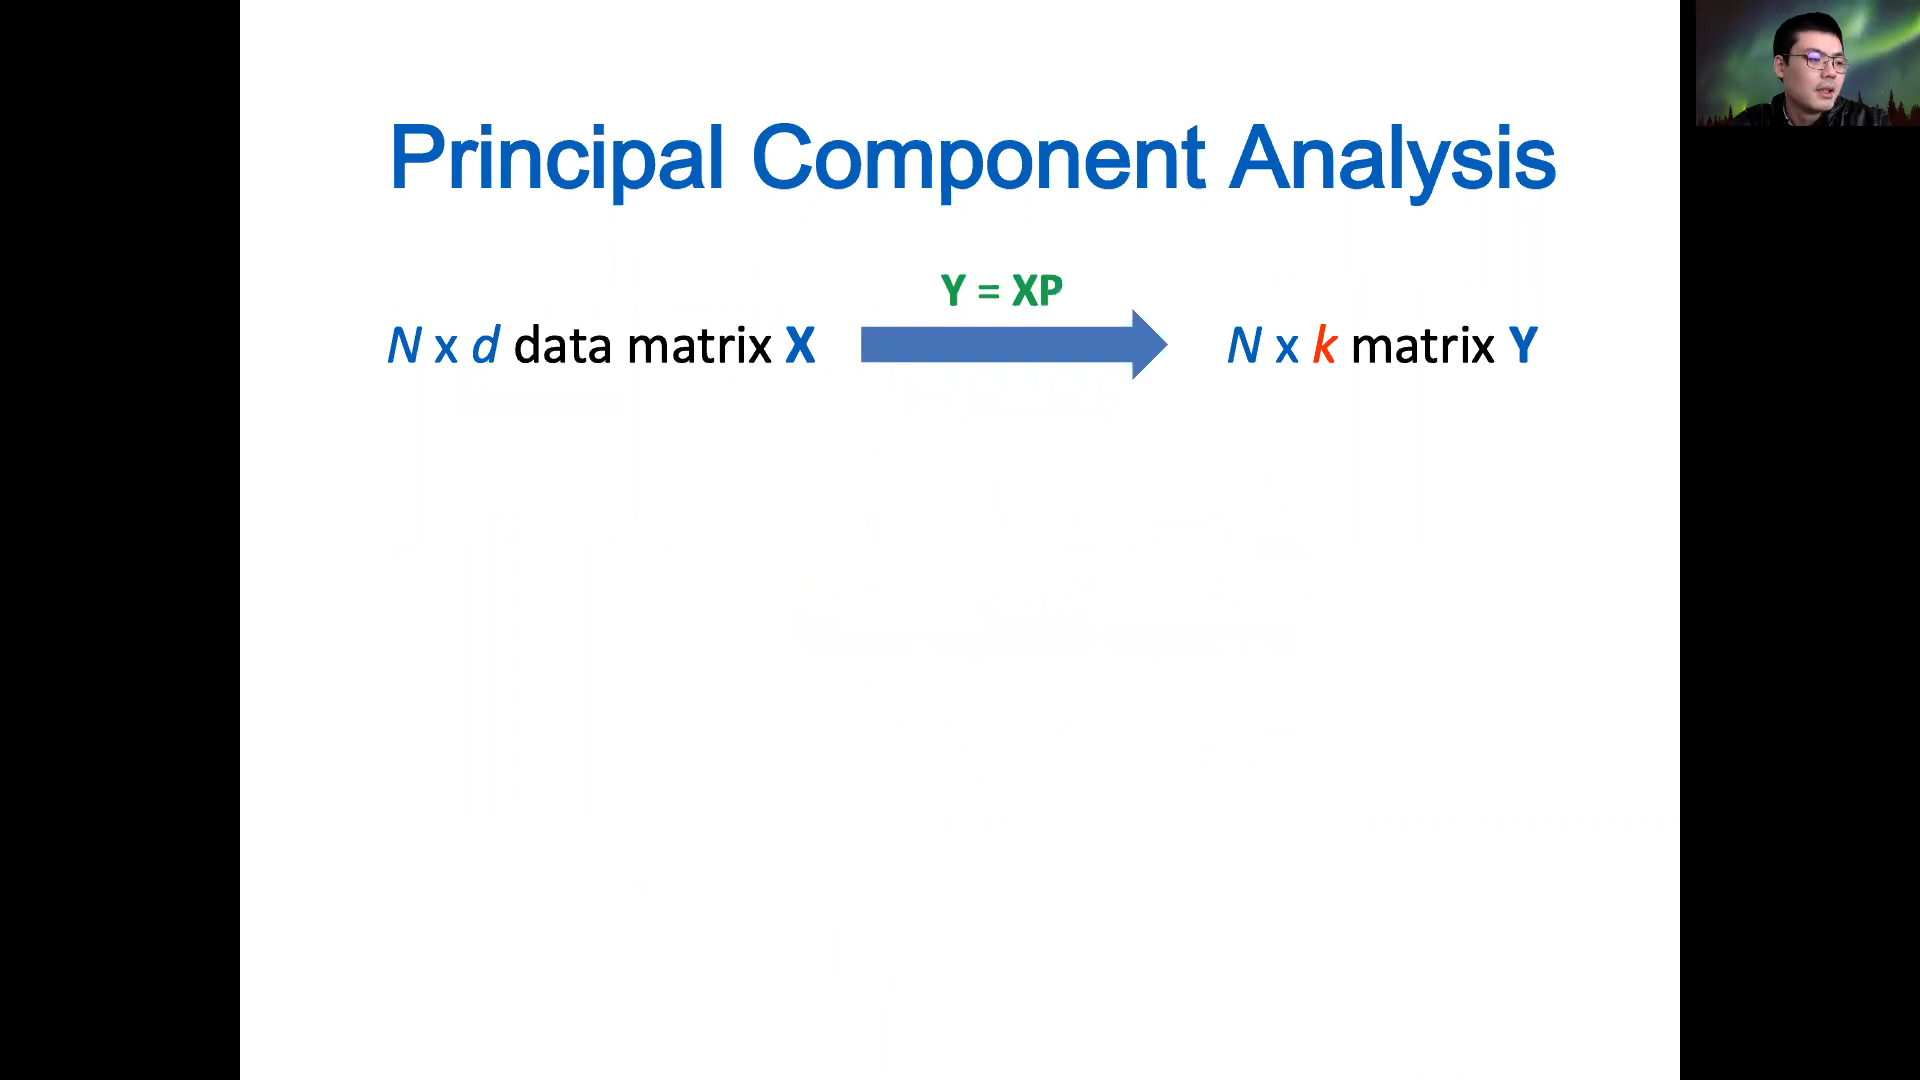 Principal Component Analysis
Y = XP
N x d data matrix X
N x k matrix Y